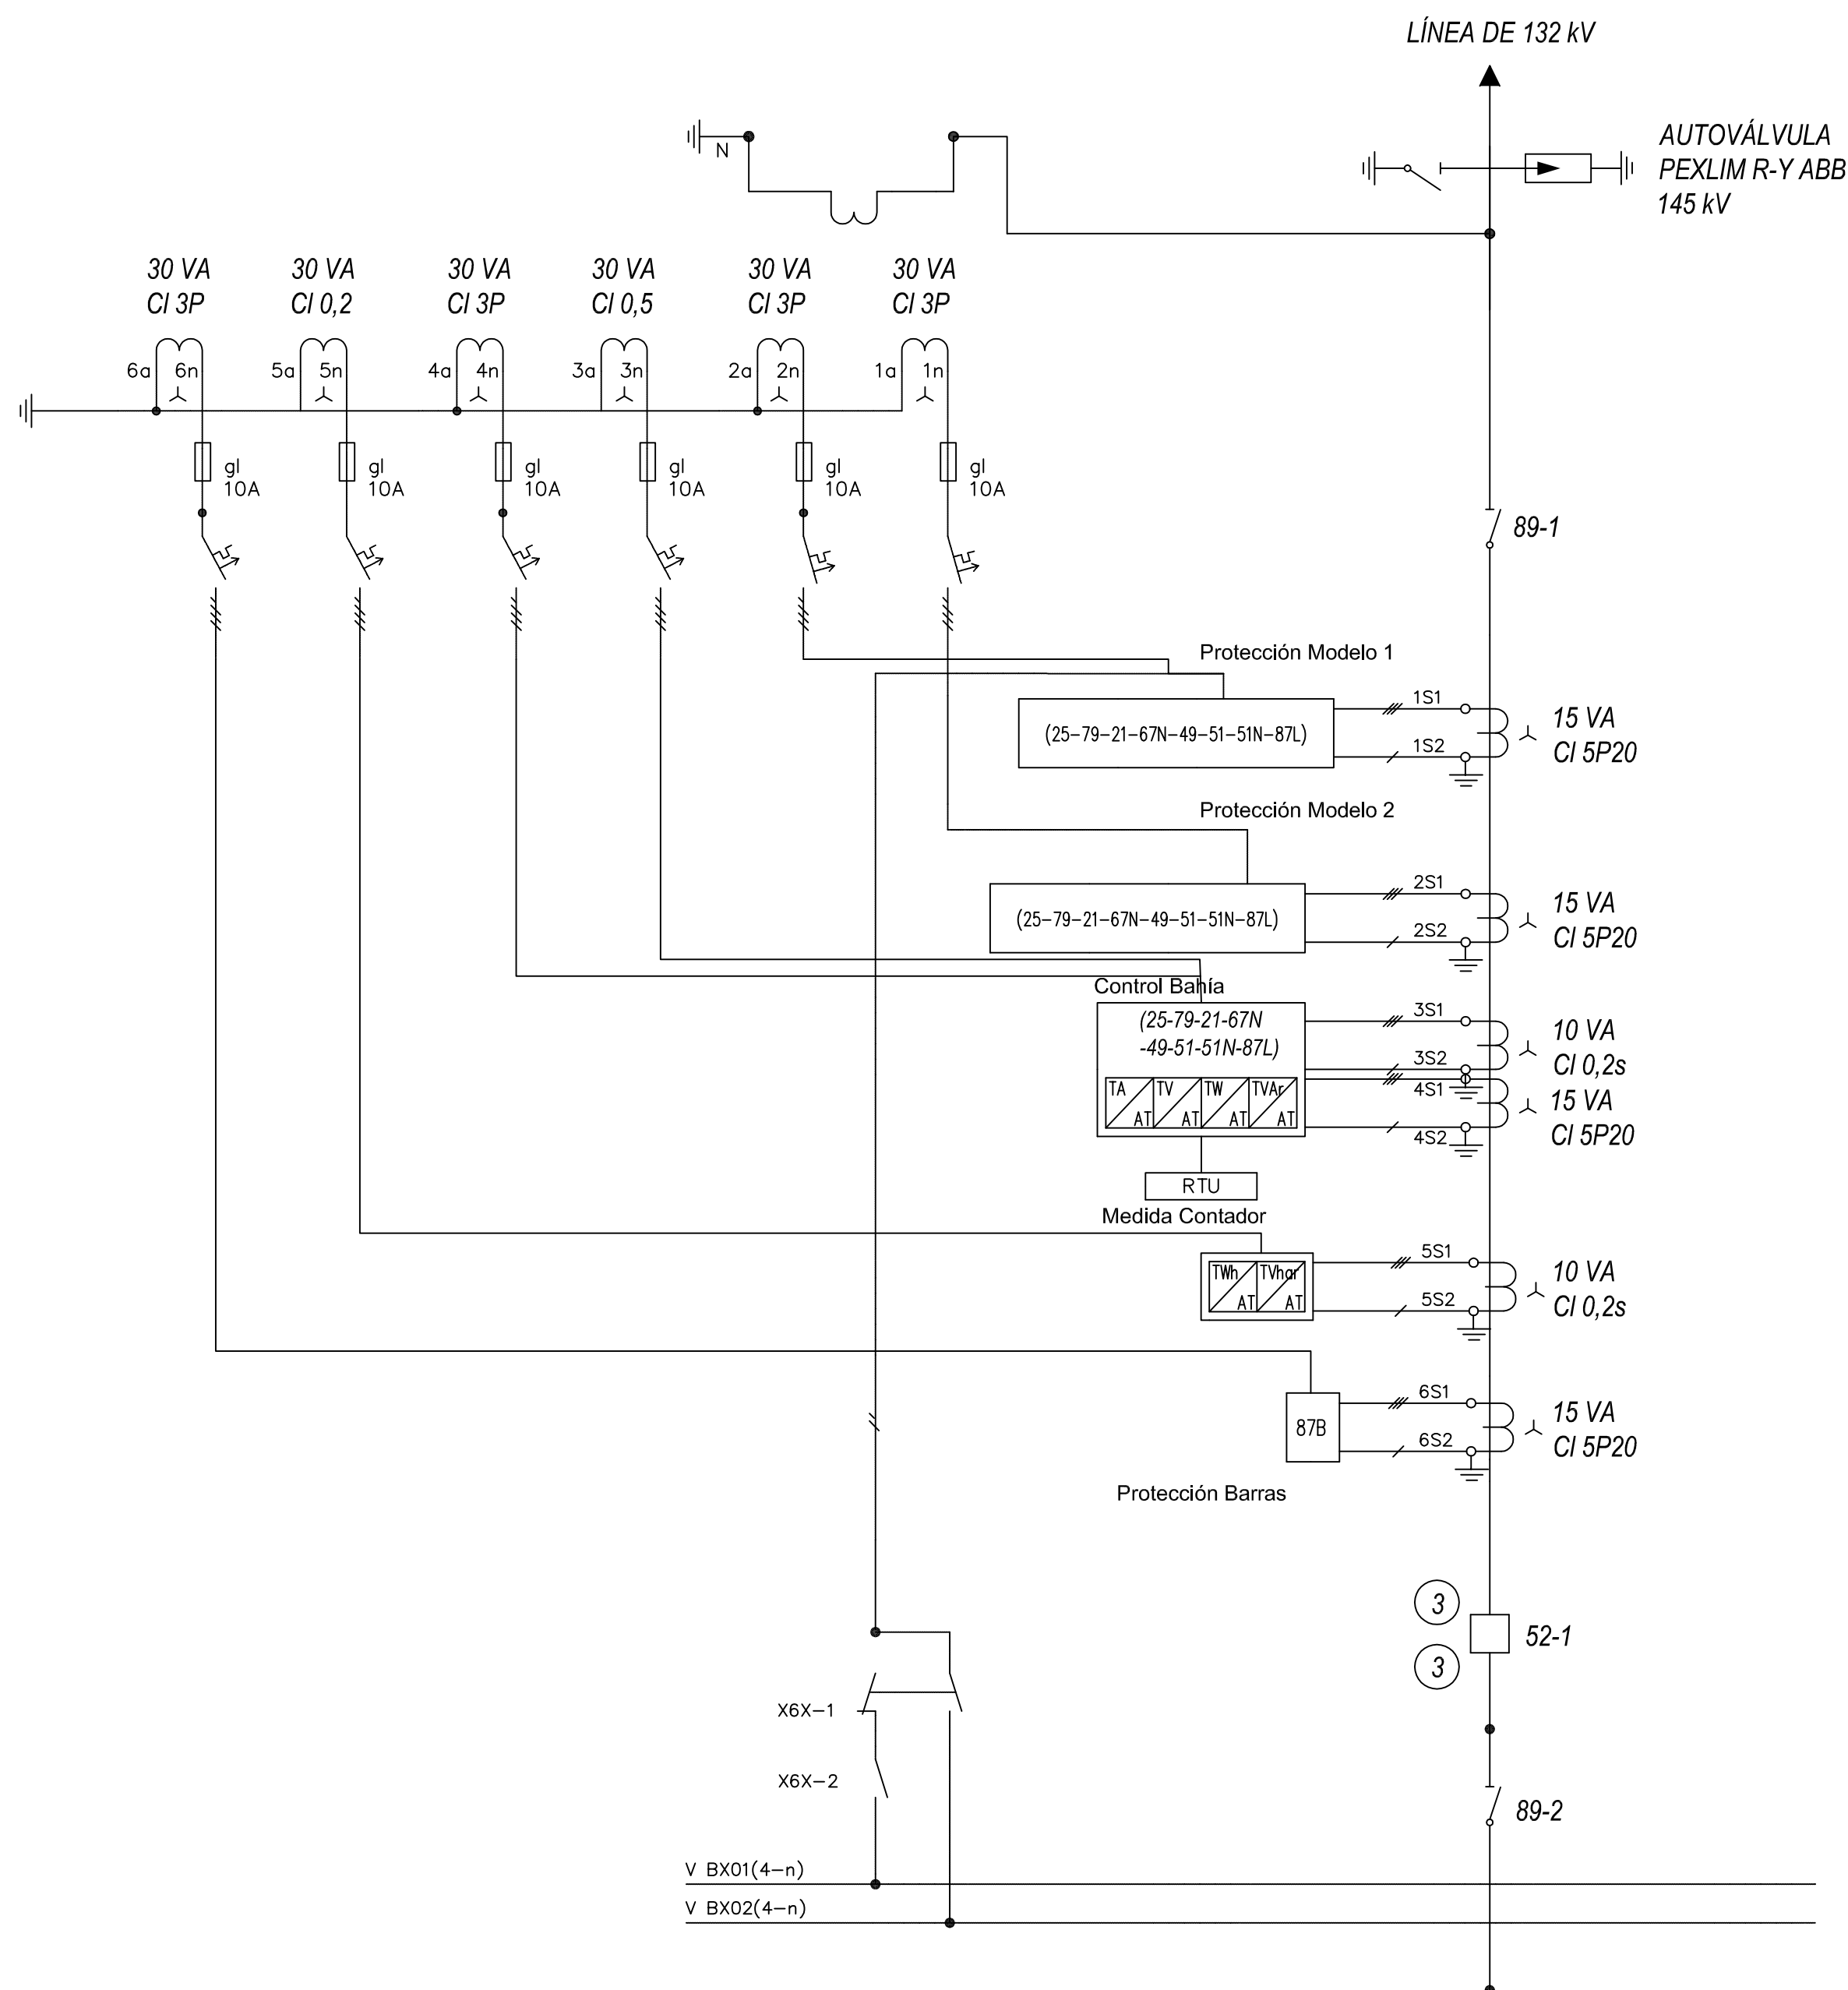 LÍNEA DE 132 kV
AUTOVÁLVULA
PEXLIM R-Y ABB
145 kV
N
30 VA
Cl 3P
30 VA
Cl 0,2
30 VA
Cl 3P
30 VA
Cl 0,5
30 VA
Cl 3P
30 VA
Cl 3P
6a 6n
5a 5n
4a 4n
3a 3n
2a 2n
1a 1n
gl
10A
gl
10A
gl
10A
gl
10A
gl
10A
gl
10A
89-1
Protección Modelo 1
(25-79-21-67N-49-51-51N-87L)
1S1
1S2
15 VA
Cl 5P20
Protección Modelo 2
(25-79-21-67N-49-51-51N-87L)
2S1
2S2
15 VA
Cl 5P20
Control Bahía
(25-79-21-67N
-49-51-51N-87L)
TA AT TV AT TW AT TVAr AT
3S1
3S2
10 VA
Cl 0,2s
4S1
4S2
15 VA
Cl 5P20
RTU
Medida Contador
TWh AT TVhar AT
5S1
5S2
10 VA
Cl 0,2s
87B
6S1
6S2
15 VA
Cl 5P20
Protección Barras
3
3
52-1
X6X-1
X6X-2
89-2
V BX01(4-n)
V BX02(4-n)